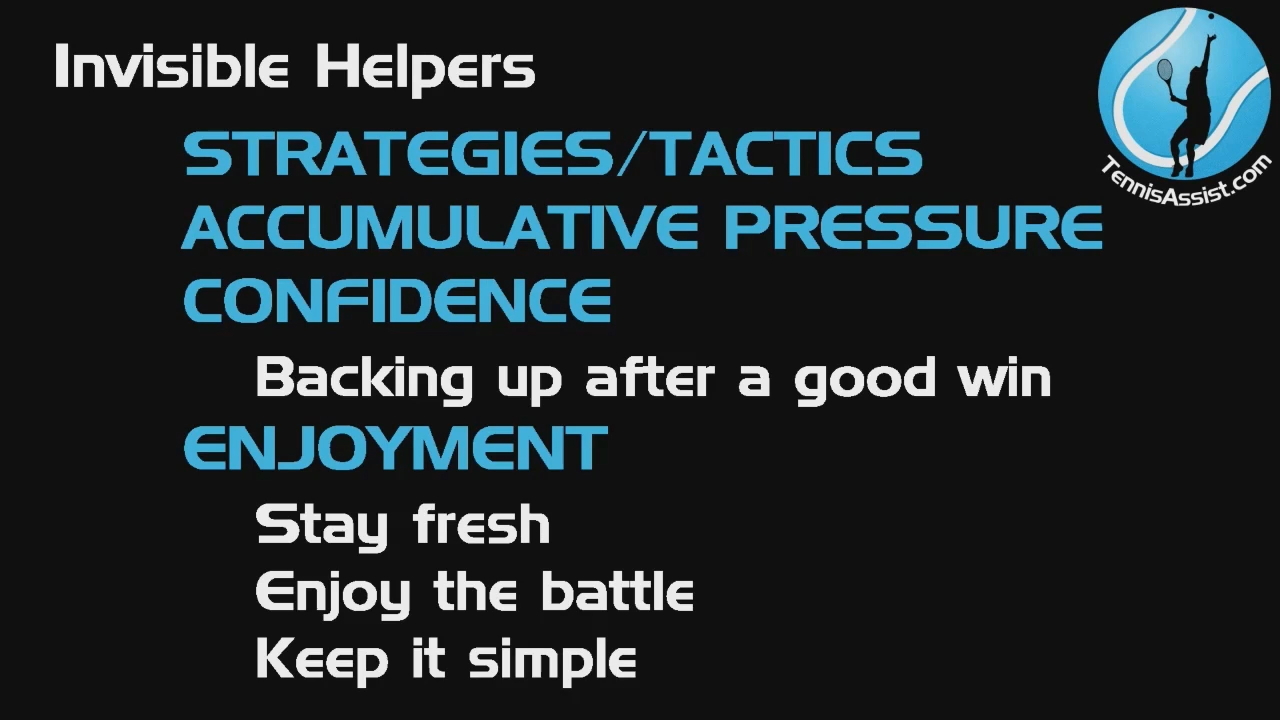 Invisible Helpers
STRATEGIES/TACTICS
ACCUMULATIVE PRESSURE
CONFIDENCE
Backing up after a good win
ENJOYMENT
Stay fresh
Enjoy the battle
Keep it simple
TennisAssist.com